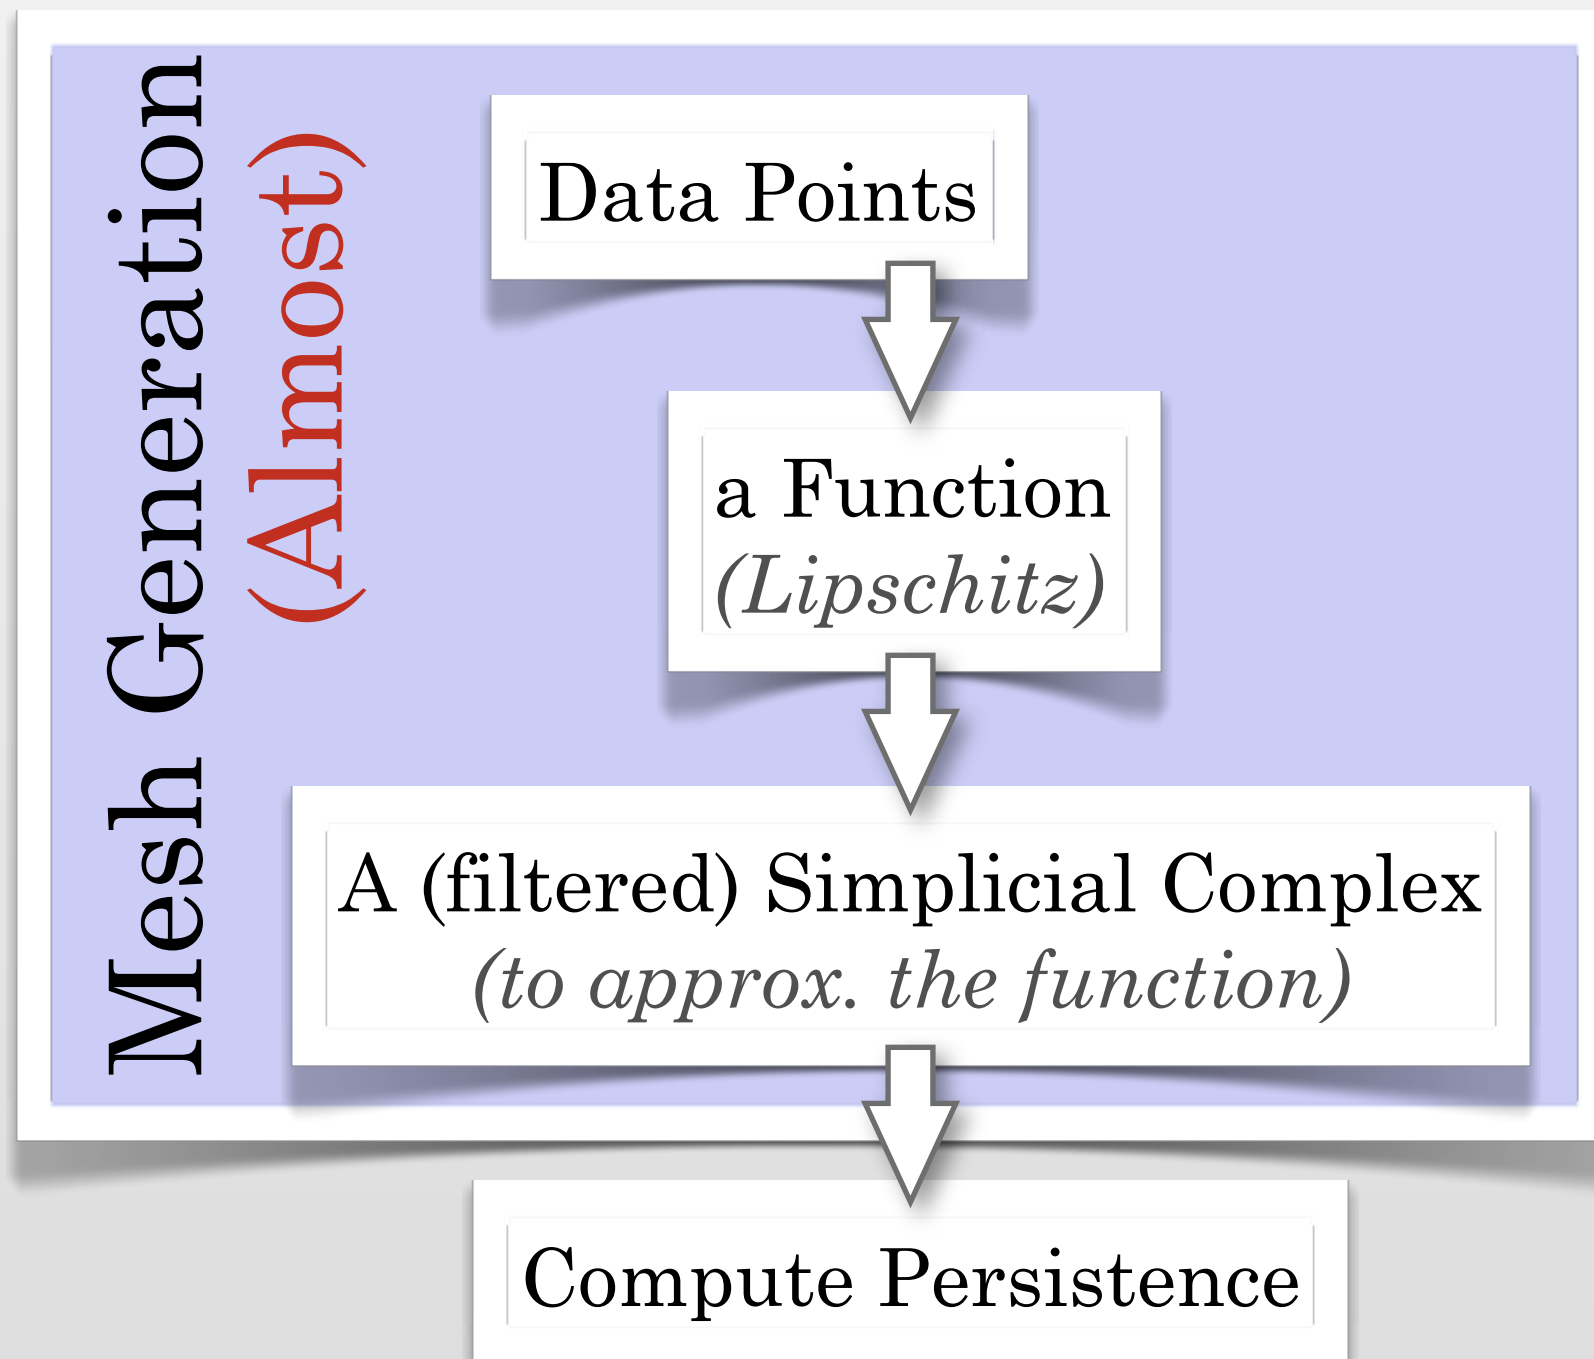 Mesh Generation
(Almost)
Data Points
a Function
(Lipschitz)
A (filtered) Simplicial Complex
(to approx. the function)
Compute Persistence